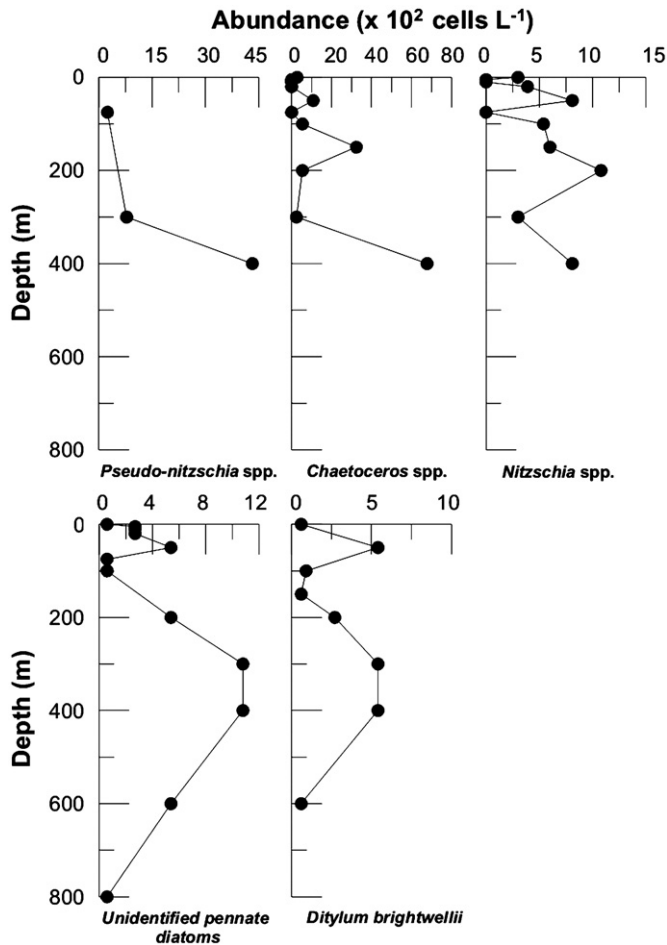 Abundance (x 10² cells L⁻¹)
0 15 30 45 0 20 40 60 80 0 5 10 15
0
200
400
600
800
Depth (m)
Pseudo-nitzschia spp. Chaetoceros spp. Nitzschia spp.
0 4 8 12 0 5 10
0
200
400
600
800
Depth (m)
Unidentified pennate
diatoms
Ditylum brightwellii